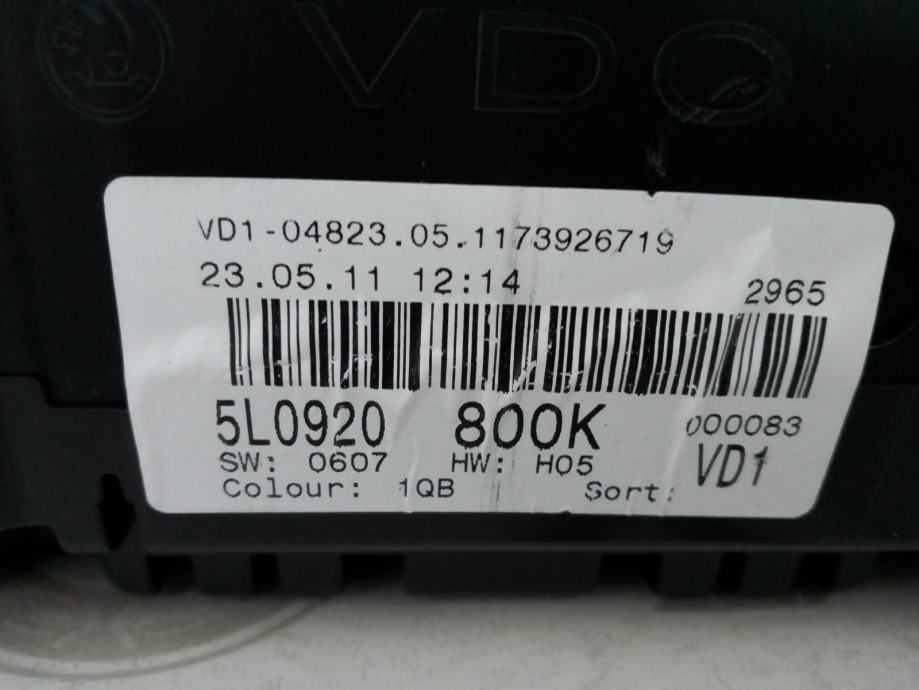 VDO
VD1-04823.05.1173926719
23.05.11 12:14 2965
5L0920 800K 000083
SW: 0607 HW: H05 VD1
Colour: 1QB Sort: